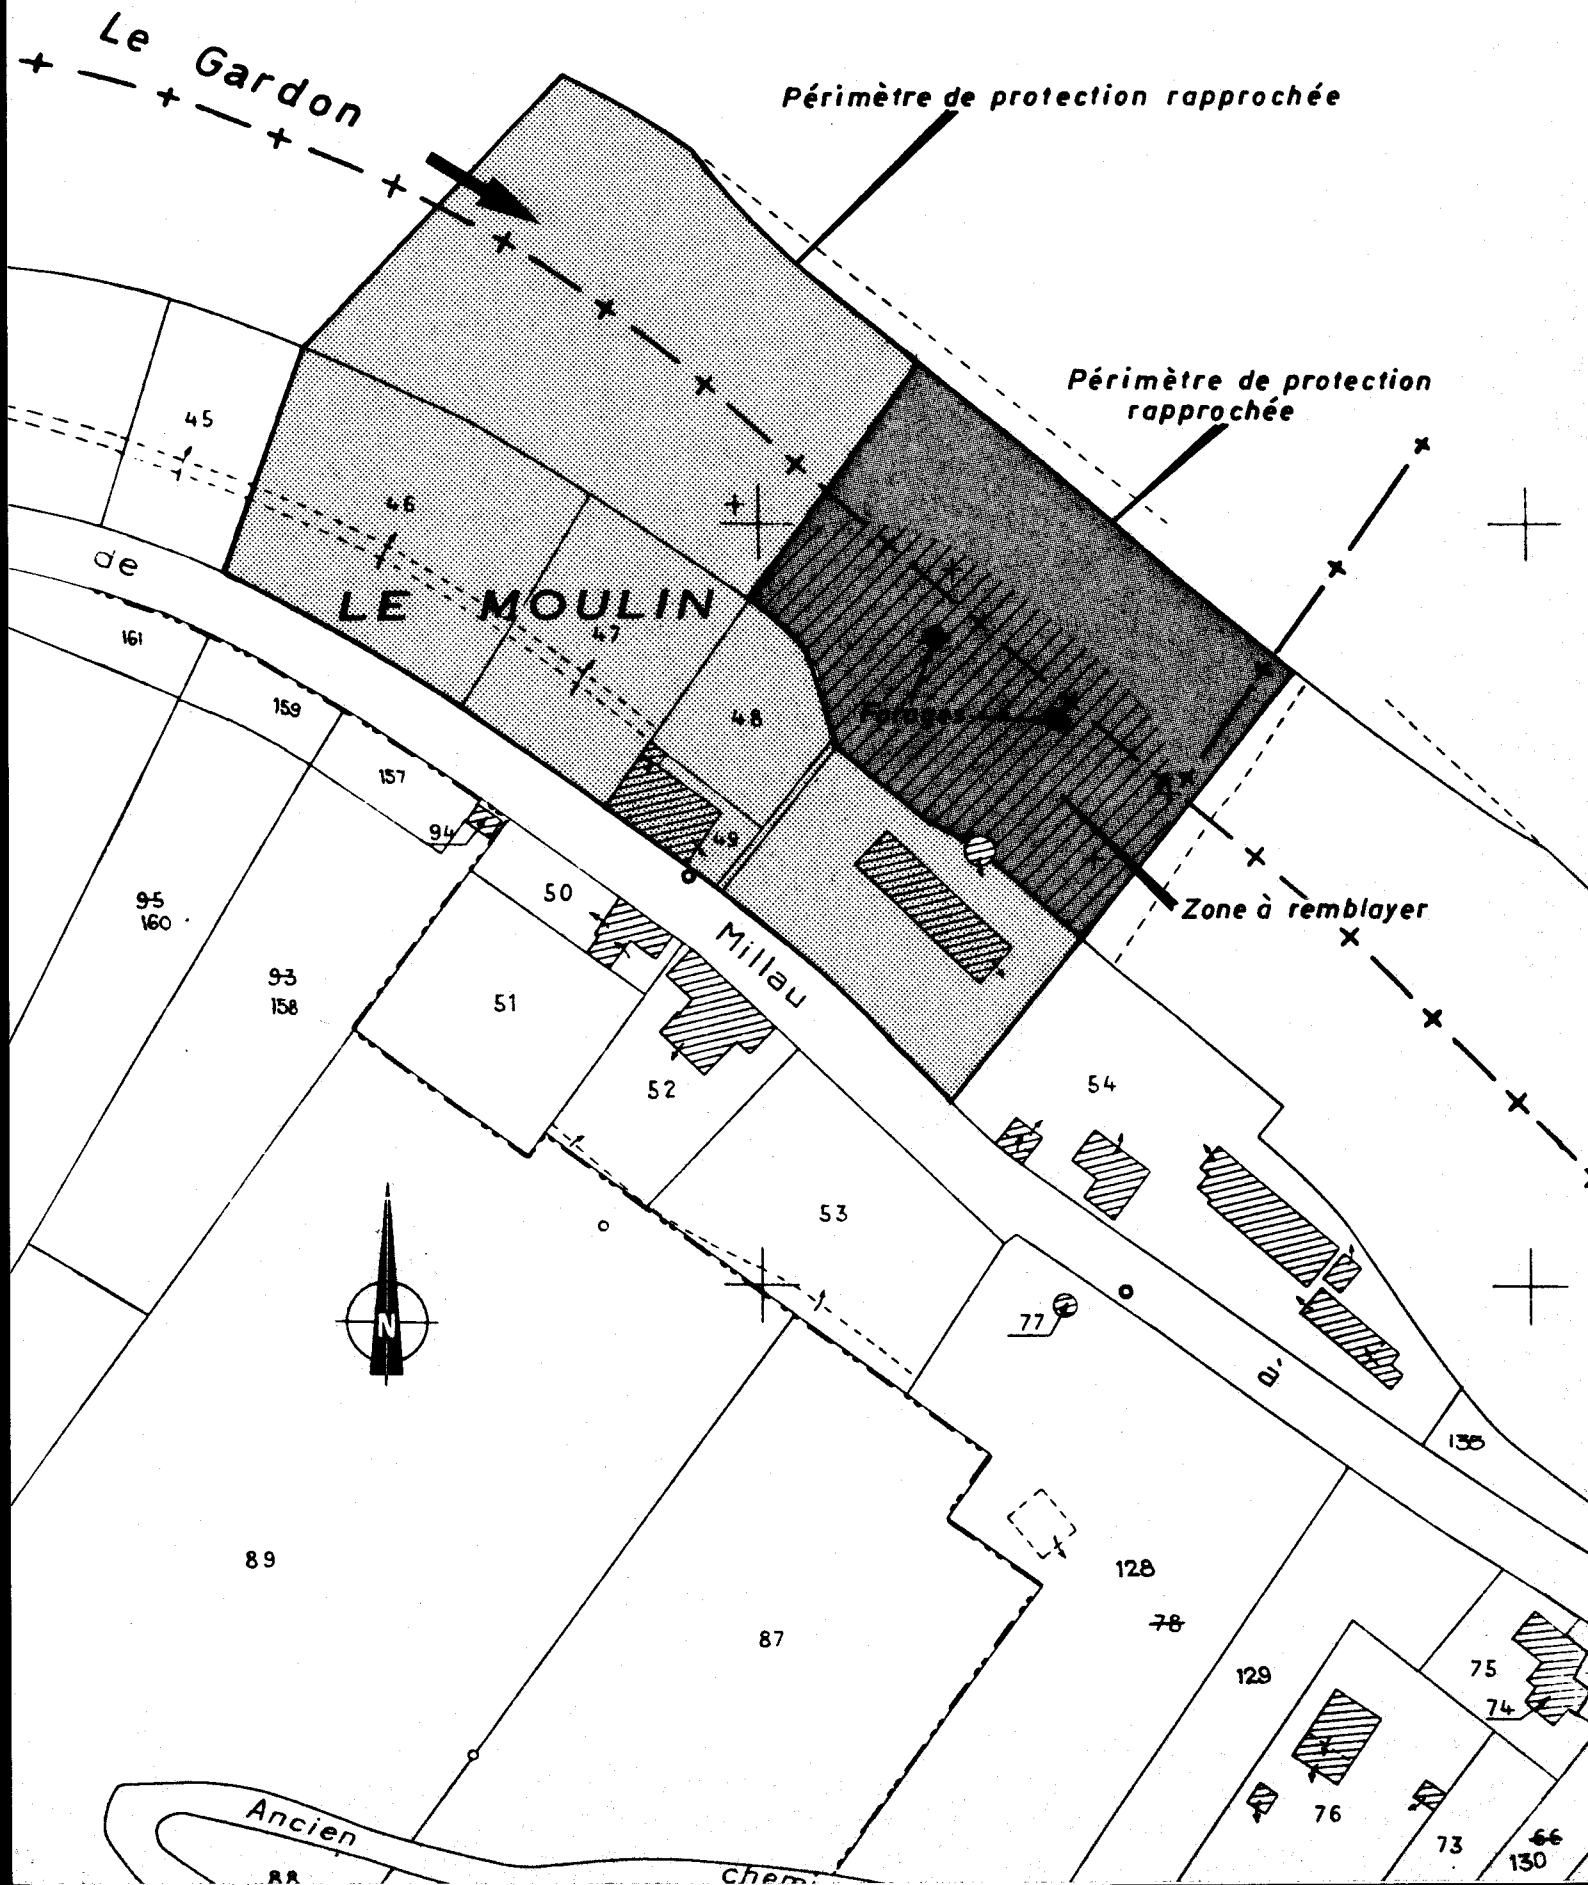 Le Gardon
Périmètre de protection rapprochée
Périmètre de protection
rapprochée
45
46
de
LE MOULIN
47
161
159
48
Forages
157
94
49
50
Zone à remblayer
95
160
Millau
93
158
51
52
54
53
77
à
N
135
89
128
78
87
129
75
74
76
73
66
130
Ancien
88
chemi